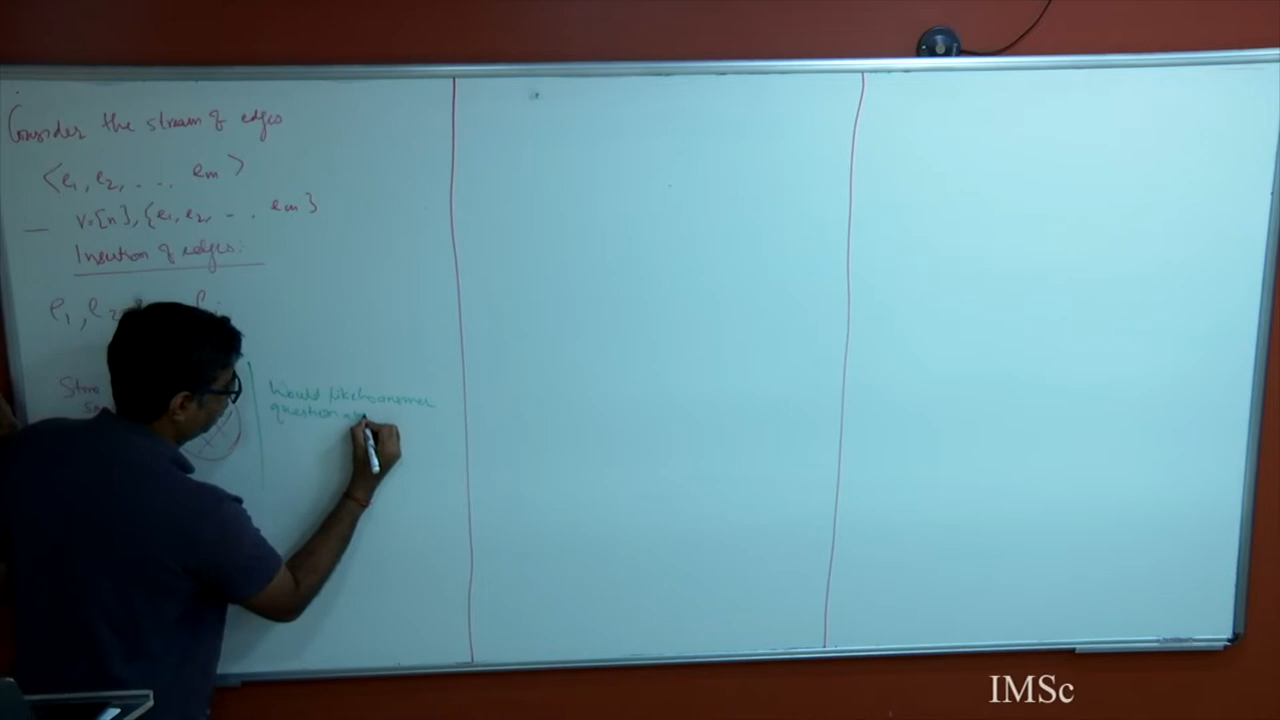 Consider the stream of edges
<e1, e2, ... em>
— V=[n], {e1, e2, - . em}
Insertion of edges:
e1, e2
Would like to answer
question
IMSc